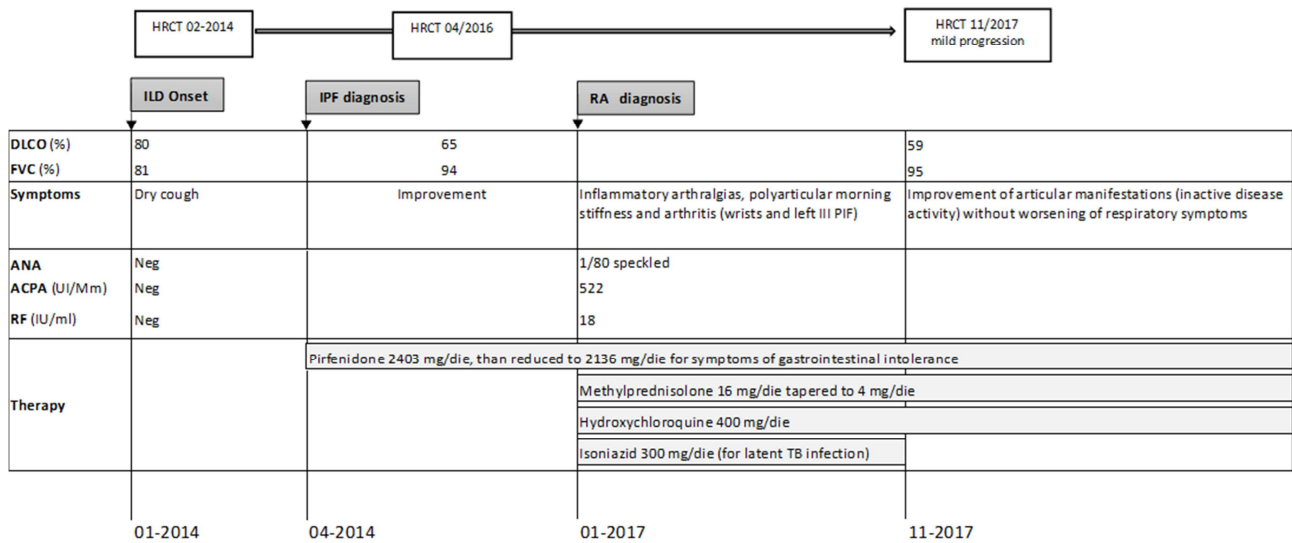 HRCT 02-2014
HRCT 04/2016
HRCT 11/2017
mild progression
ILD Onset
IPF diagnosis
RA diagnosis
DLCO (%) 80 65 59
FVC (%) 81 94 95
Symptoms Dry cough Improvement Inflammatory arthralgias, polyarticular morning Improvement of articular manifestations (inactive disease
stiffness and arthritis (wrists and left III PIF) activity) without worsening of respiratory symptoms
ANA Neg 1/80 speckled
ACPA (UI/Mm) Neg 522
RF (IU/ml) Neg 18
Therapy
Pirfenidone 2403 mg/die, than reduced to 2136 mg/die for symptoms of gastrointestinal intolerance
Methylprednisolone 16 mg/die tapered to 4 mg/die
Hydroxychloroquine 400 mg/die
Isoniazid 300 mg/die (for latent TB infection)
01-2014 04-2014 01-2017 11-2017